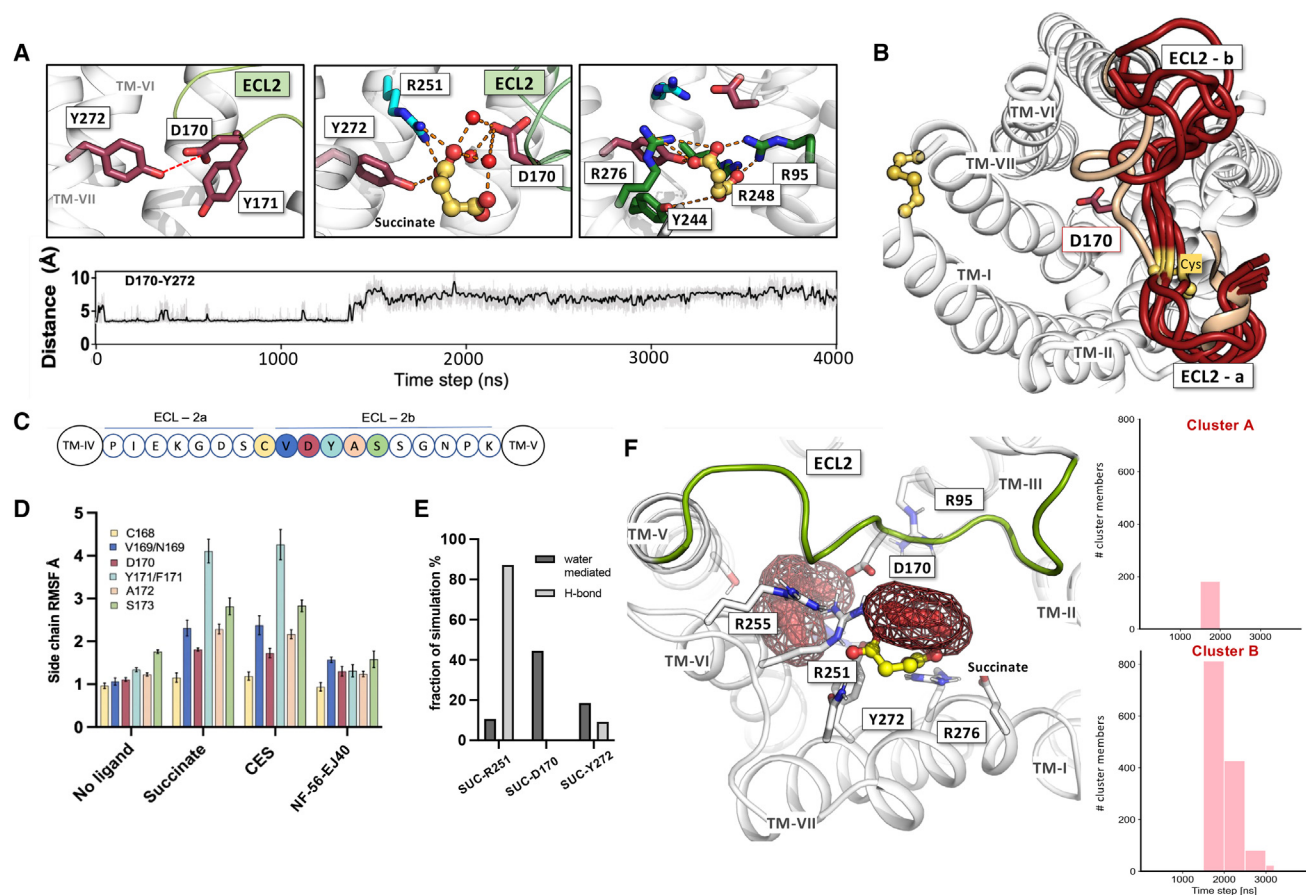 A
ECL2
TM-VI
Y272
D170
TM-VII
Y171
R251
ECL2
Y272
D170
Succinate
R276
R95
R248
Y244
Distance (Å)
D170-Y272
10
5
0
0
1000
2000
3000
4000
Time step (ns)
B
ECL2 - b
TM-VI
TM-VII
D170
Cys
TM-I
TM-II
ECL2 - a
C
ECL – 2a
ECL – 2b
TM-IV P I E K G D S C V D Y A S S G N P K TM-V
D
Side chain RMSF Å
5
4
3
2
1
0
C168
V169/N169
D170
Y171/F171
A172
S173
No ligand
Succinate
CES
NF-56-EJ40
E
fraction of simulation %
100
80
60
40
20
0
water
mediated
H-bond
SUC-R251
SUC-D170
SUC-Y272
F
ECL2
TM-III
R95
TM-V
D170
TM-II
R255
TM-VI
R251
Succinate
Y272
R276
TM-I
TM-VII
Cluster A
# cluster members
800
600
400
200
0
1000 2000 3000
Cluster B
# cluster members
800
600
400
200
0
1000 2000 3000
Time step [ns]